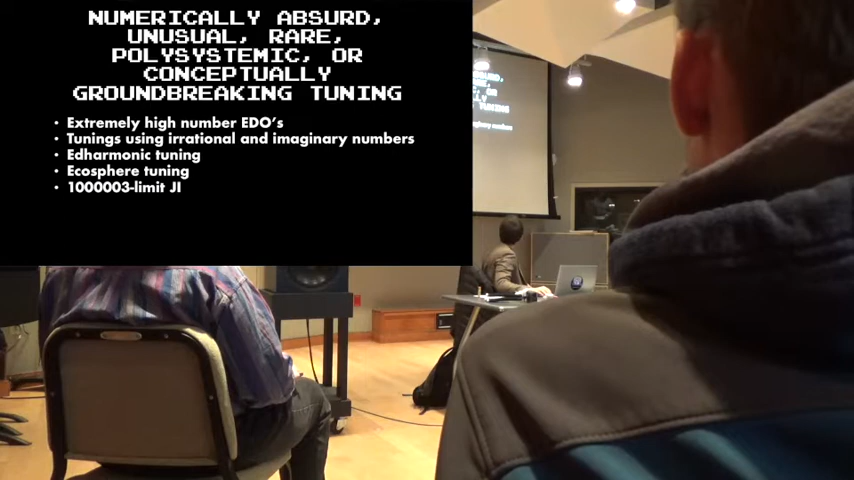 NUMERICALLY ABSURD,
UNUSUAL, RARE,
POLYSYSTEMIC, OR
CONCEPTUALLY
GROUNDBREAKING TUNING
• Extremely high number EDO's
• Tunings using irrational and imaginary numbers
• Edharmonic tuning
• Ecosphere tuning
• 1000003-limit JI